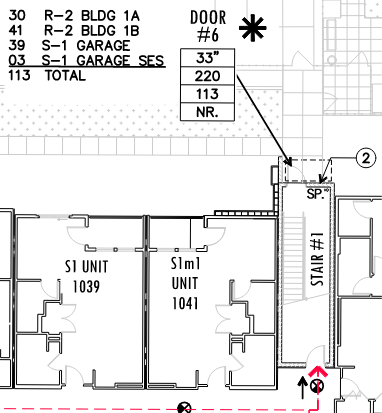 30 R-2 BLDG 1A
41 R-2 BLDG 1B
39 S-1 GARAGE
03 S-1 GARAGE SES
113 TOTAL
DOOR
#6
33"
220
113
NR.
2
SP."
STAIR #1
S1 UNIT
1039
S1m1
UNIT
1041